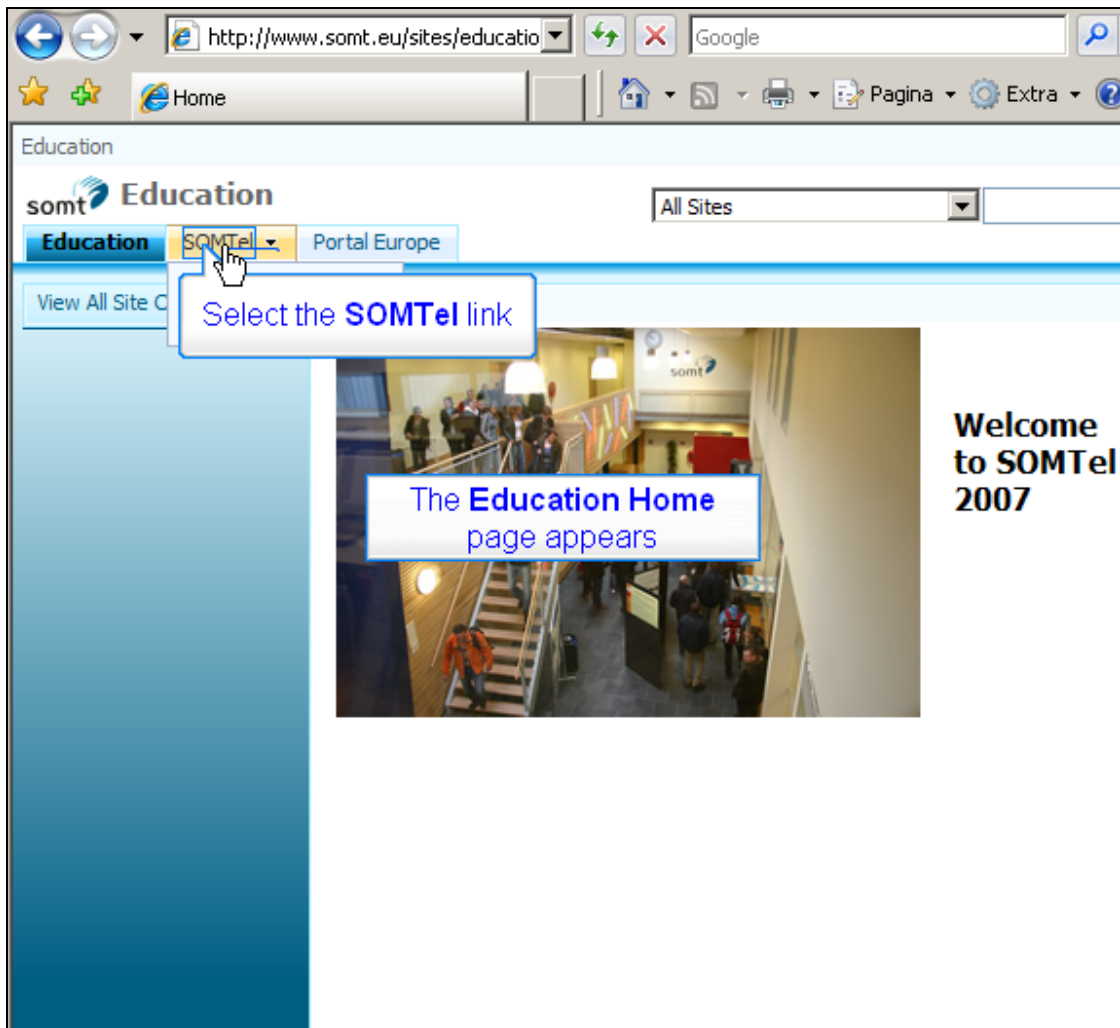 http://www.somt.eu/sites/educatio
Google
Home
Pagina
Extra
Education
somt Education
All Sites
Education SOMTel Portal Europe
View All Site C
Select the SOMTel link
somt
Welcome
to SOMTel
2007
The Education Home
page appears